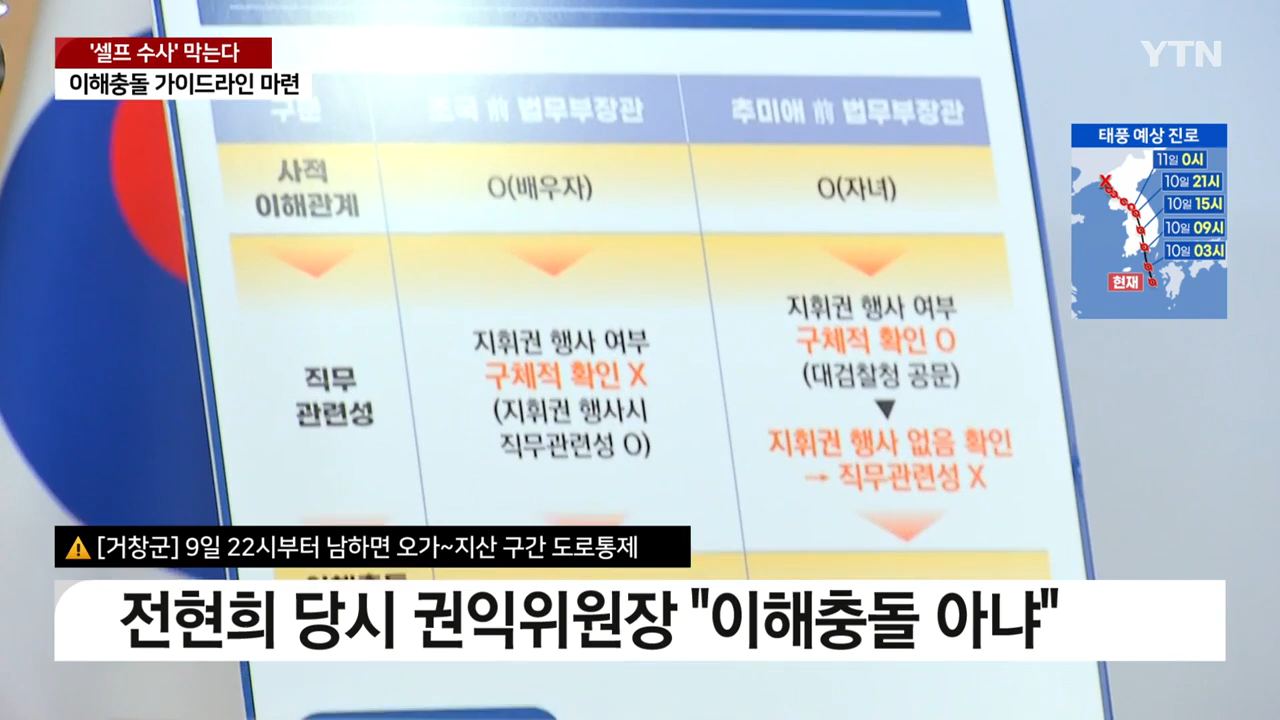 '셀프 수사' 막는다
이해충돌 가이드라인 마련
YTN
구분
조국 前 법무부장관
추미애 前 법무부장관
사적
이해관계
O(배우자)
O(자녀)
직무
관련성
지휘권 행사 여부
구체적 확인 X
(지휘권 행사시
직무관련성 O)
지휘권 행사 여부
구체적 확인 O
(대검찰청 공문)
지휘권 행사 없음 확인
→ 직무관련성 X
태풍 예상 진로
11일 0시
10일 21시
10일 15시
10일 09시
10일 03시
현재
[거창군] 9일 22시부터 남하면 오가~지산 구간 도로통제
전현희 당시 권익위원장 "이해충돌 아냐"